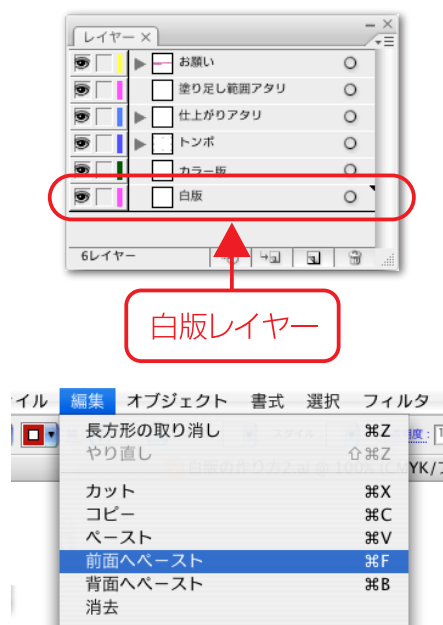 レイヤー ×
お願い
塗り足し範囲アタリ
仕上がりアタリ
トンボ
カラー版
白版
6レイヤー
白版レイヤー
イル 編集 オブジェクト 書式 選択 フィルタ
長方形の取り消し ⌘Z
やり直し ⇧⌘Z
カット ⌘X
コピー ⌘C
ペースト ⌘V
前面へペースト ⌘F
背面へペースト ⌘B
消去